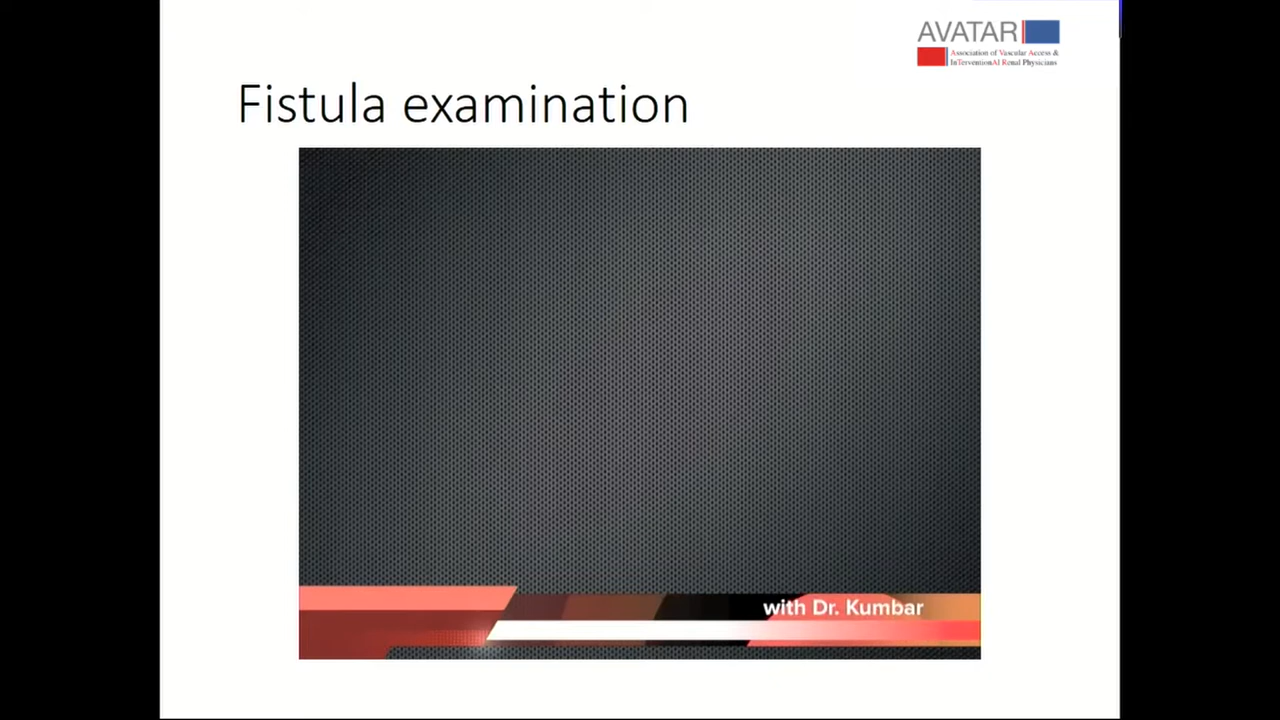 AVATAR
Association of Vascular Access &
InTerventionAl Renal Physicians
Fistula examination
with Dr. Kumbar